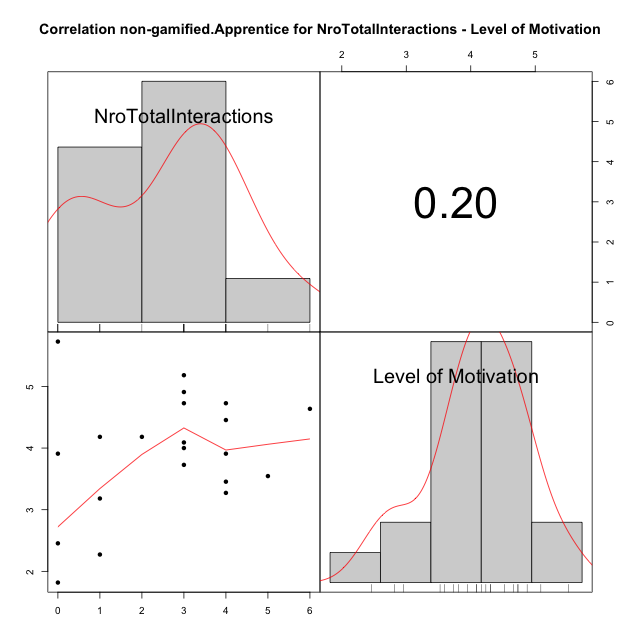 Correlation non-gamified.Apprentice for NroTotalInteractions - Level of Motivation
2 3 4 5
NroTotalInteractions
0.20
6
5
4
3
2
1
0
5
4
3
2
Level of Motivation
0 1 2 3 4 5 6